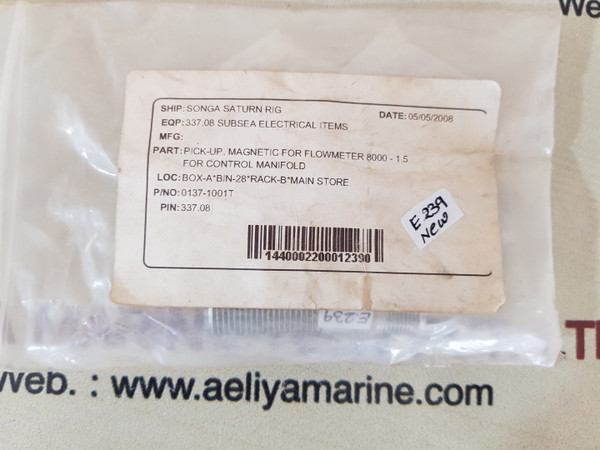 We
SHIP: SONGA SATURN RIG
DATE: 05/05/2008
EQP: 337.08 SUBSEA ELECTRICAL ITEMS
MFG:
PART: PICK-UP, MAGNETIC FOR FLOWMETER 8000 - 1.5
FOR CONTROL MANIFOLD
LOC: BOX-A*BIN-28*RACK-B*MAIN STORE
P/NO: 0137-1001T
PIN: 337.08
E 239
New
1440002200012390
E 239
Web. : www.aeliyamarine.com